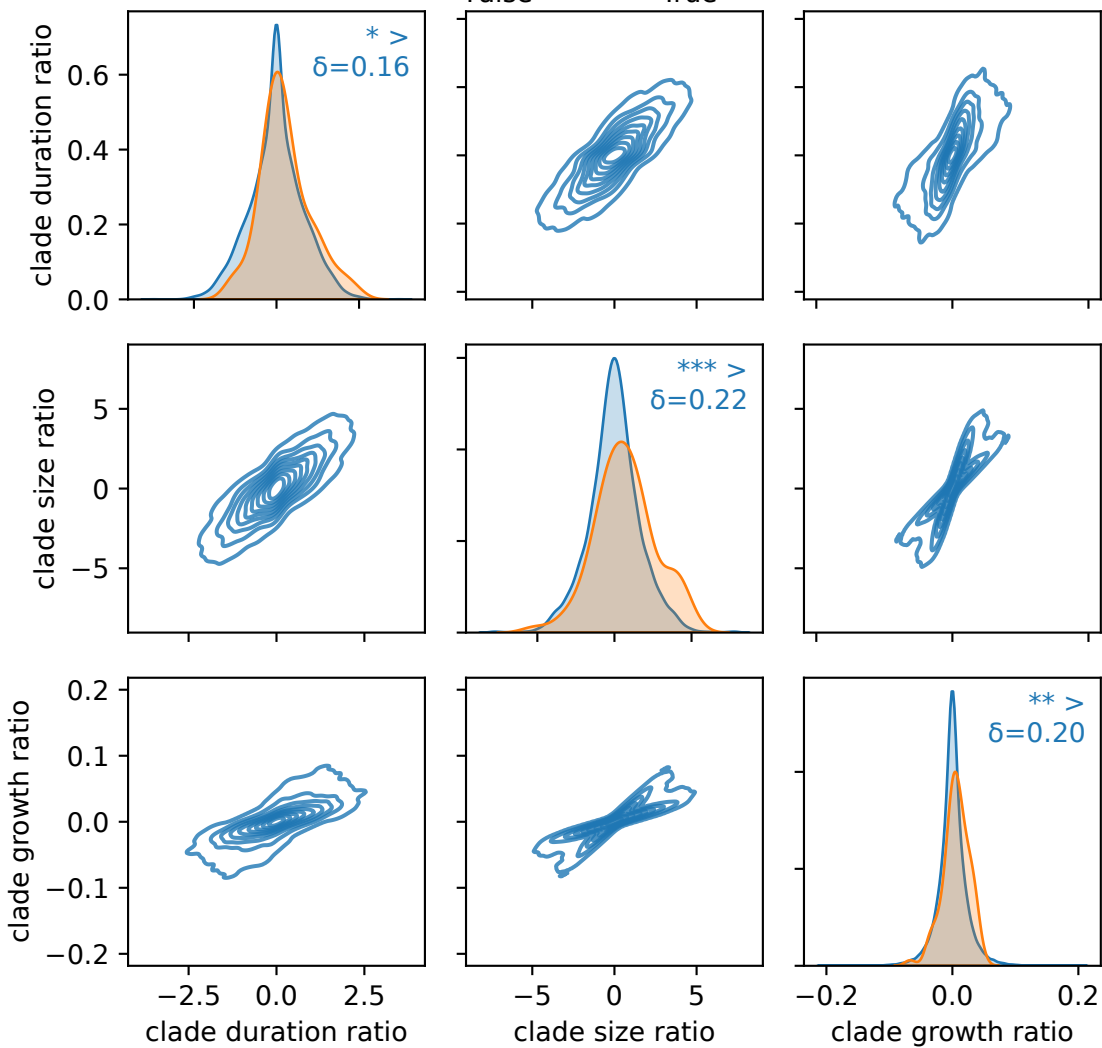 clade duration ratio
0.6
0.4
0.2
0.0
* >
δ=0.16
clade size ratio
5
0
−5
*** >
δ=0.22
clade growth ratio
0.2
0.1
0.0
−0.1
−0.2
** >
δ=0.20
−2.5 0.0 2.5
clade duration ratio
−5 0 5
clade size ratio
−0.2 0.0 0.2
clade growth ratio